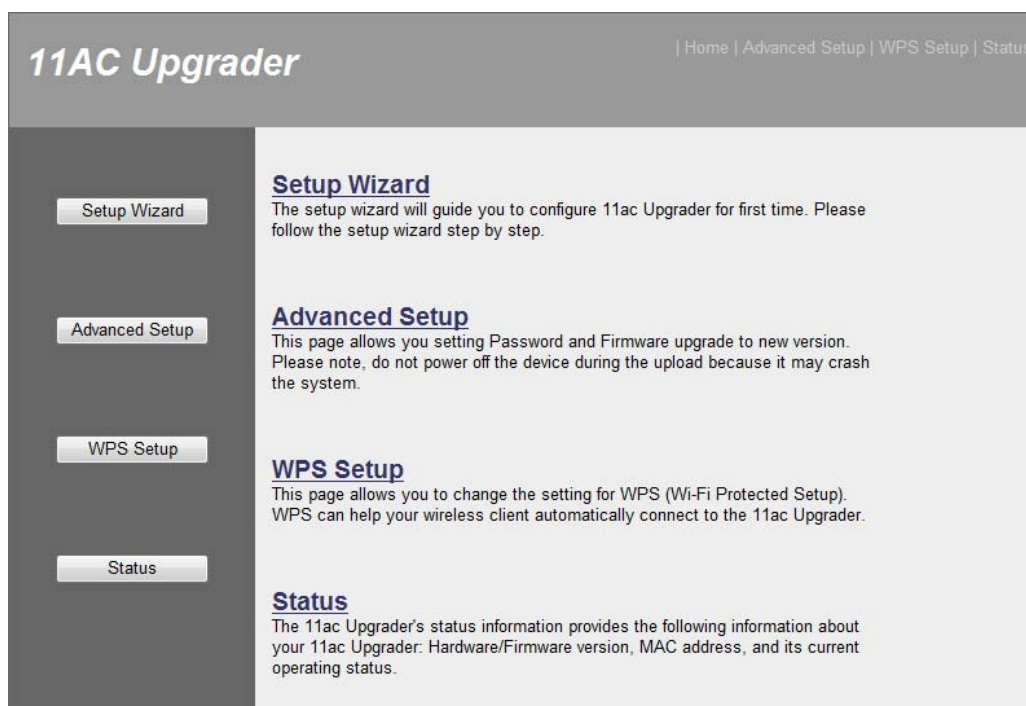 11AC Upgrader
| Home | Advanced Setup | WPS Setup | Status
Setup Wizard
Setup Wizard
The setup wizard will guide you to configure 11ac Upgrader for first time. Please
follow the setup wizard step by step.
Advanced Setup
Advanced Setup
This page allows you setting Password and Firmware upgrade to new version.
Please note, do not power off the device during the upload because it may crash
the system.
WPS Setup
WPS Setup
This page allows you to change the setting for WPS (Wi-Fi Protected Setup).
WPS can help your wireless client automatically connect to the 11ac Upgrader.
Status
Status
The 11ac Upgrader's status information provides the following information about
your 11ac Upgrader: Hardware/Firmware version, MAC address, and its current
operating status.